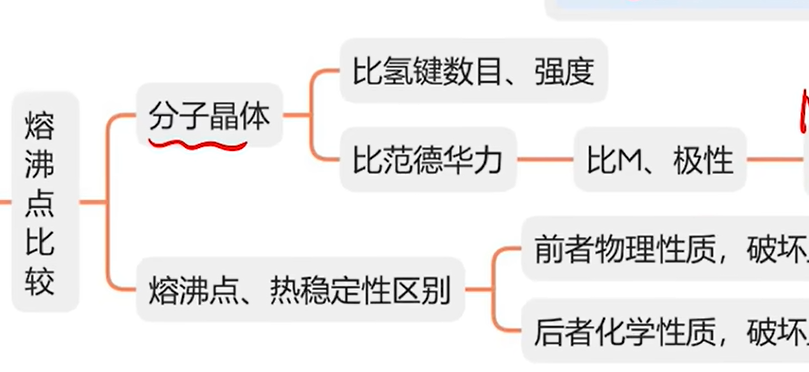 熔沸点比较
分子晶体
比氢键数目、强度
比范德华力
比M、极性
熔沸点、热稳定性区别
前者物理性质，破坏
后者化学性质，破坏